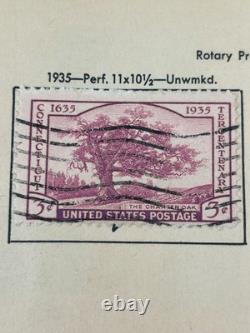 Rotary Pr
1935—Perf. 11x10½—Unwmkd.
1635 1935
CONNECTICUT
TERCENTENARY
THE CHARTER OAK
3¢ UNITED STATES POSTAGE 3¢